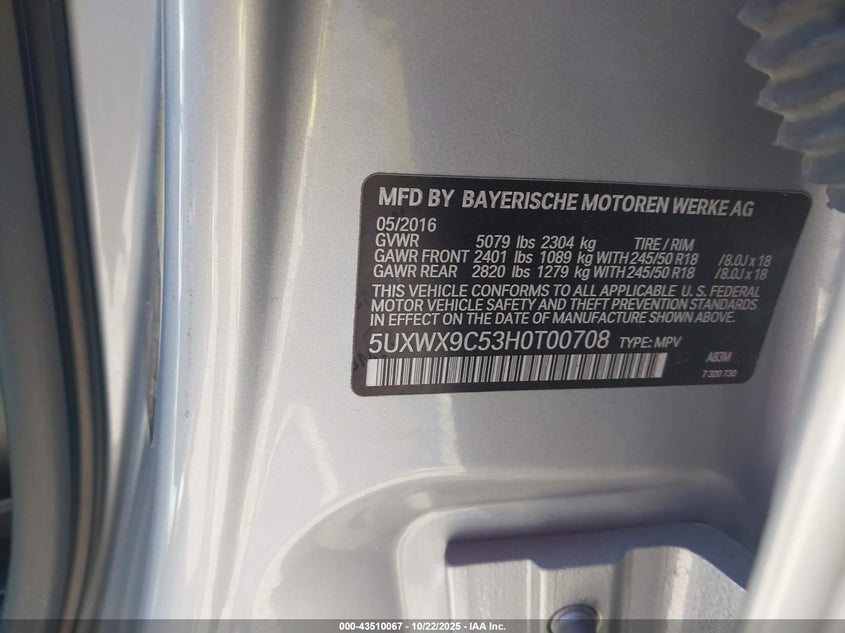 MFD BY BAYERISCHE MOTOREN WERKE AG
05/2016
GVWR 5079 lbs 2304 kg TIRE / RIM
GAWR FRONT 2401 lbs 1089 kg WITH 245/50 R18 /8.0J x 18
GAWR REAR 2820 lbs 1279 kg WITH 245/50 R18 /8.0J x 18
THIS VEHICLE CONFORMS TO ALL APPLICABLE U.S. FEDERAL
MOTOR VEHICLE SAFETY AND THEFT PREVENTION STANDARDS
IN EFFECT ON THE DATE OF MANUFACTURE SHOWN ABOVE.
5UXWX9C53H0T00708 TYPE: MPV
A83M
7 320 730
000-43510067 - 10/22/2025 - IAA Inc.